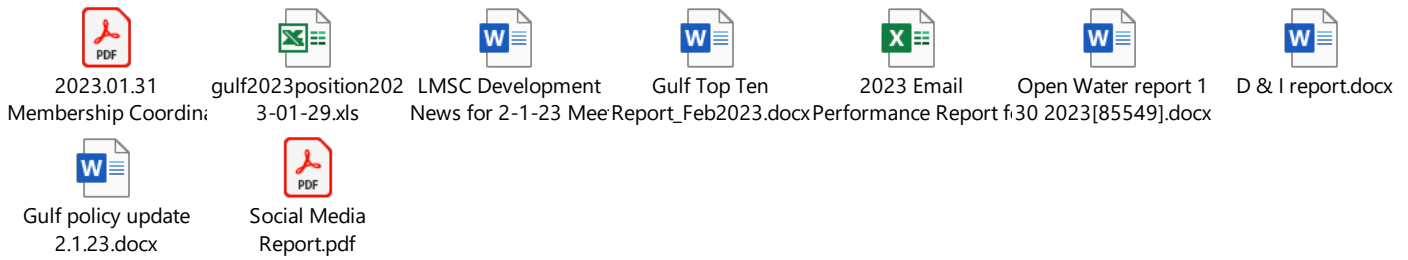 PDF
2023.01.31
Membership Coordina
gulf2023position202
3-01-29.xls
LMSC Development
News for 2-1-23 Mee
Gulf Top Ten
Report_Feb2023.docx
2023 Email
Performance Report f
Open Water report 1
30 2023[85549].docx
D & I report.docx
Gulf policy update
2.1.23.docx
PDF
Social Media
Report.pdf